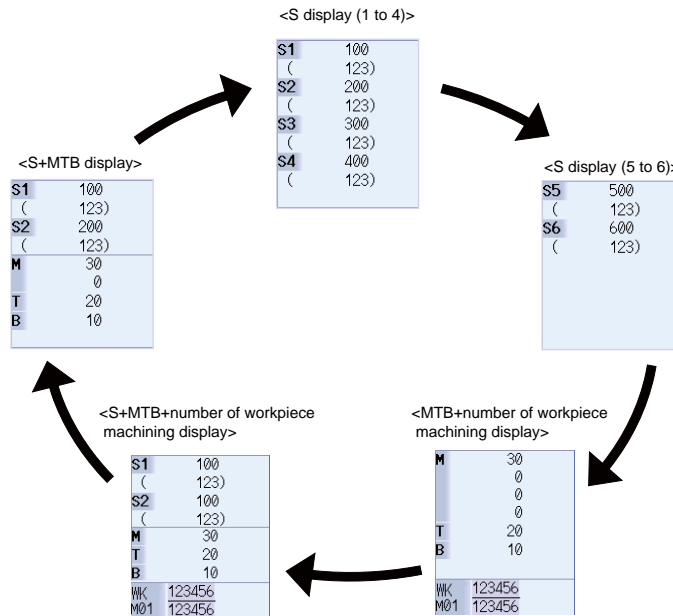 <S display (1 to 4)>
S1 100
( 123)
S2 200
( 123)
S3 300
( 123)
S4 400
( 123)
<S+MTB display>
S1 100
( 123)
S2 200
( 123)
M 30
0
T 20
B 10
<S display (5 to 6)>
S5 500
( 123)
S6 600
( 123)
<S+MTB+number of workpiece
machining display>
S1 100
( 123)
S2 100
( 123)
M 30
T 20
B 10
WK 123456
M01 123456
<MTB+number of workpiece
machining display>
M 30
0
0
0
T 20
B 10
WK 123456
M01 123456